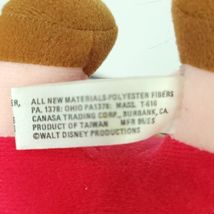 ALL NEW MATERIALS-POLYESTER FIBERS
PA. 1378: OHIO PA1378: MASS. T-616
CANASA TRADING CORP., BURBANK, CA.
PRODUCT OF TAIWAN
©WALT DISNEY PRODUCTIONS